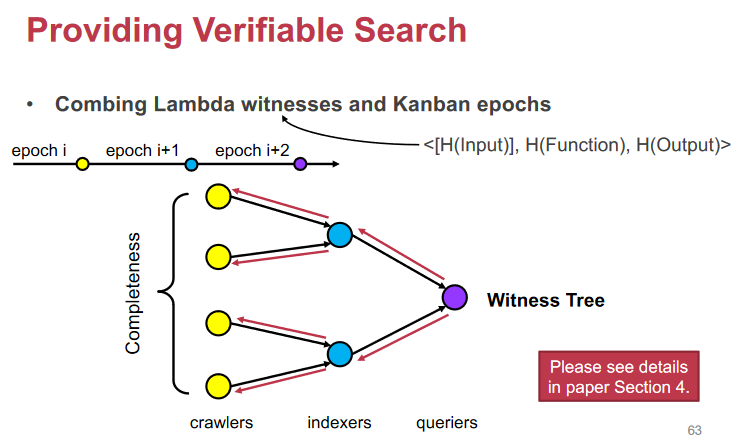 Providing Verifiable Search
• Combing Lambda witnesses and Kanban epochs
<[H(Input)], H(Function), H(Output)>
epoch i epoch i+1 epoch i+2
Completeness
Witness Tree
Please see details
in paper Section 4.
crawlers indexers queriers
63